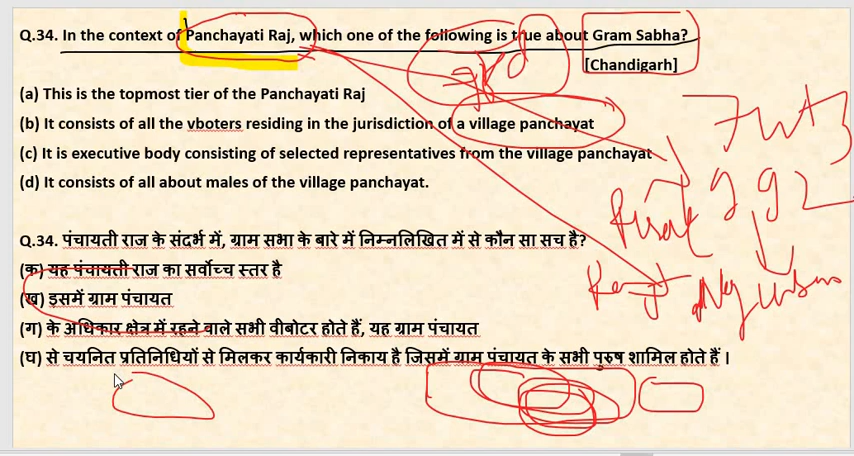 Q.34. In the context of Panchayati Raj, which one of the following is true about Gram Sabha?
[Chandigarh]
(a) This is the topmost tier of the Panchayati Raj
(b) It consists of all the vboters residing in the jurisdiction of a village panchayat
(c) It is executive body consisting of selected representatives from the village panchayat
(d) It consists of all about males of the village panchayat.
Q.34. पंचायती राज के संदर्भ में, ग्राम सभा के बारे में निम्नलिखित में से कौन सा सच है?
(क) यह पंचायती राज का सर्वोच्च स्तर है
(ख) इसमें ग्राम पंचायत
(ग) के अधिकार क्षेत्र में रहने वाले सभी वीबोटर होते हैं, यह ग्राम पंचायत
(घ) से चयनित प्रतिनिधियों से मिलकर कार्यकारी निकाय है जिसमें ग्राम पंचायत के सभी पुरुष शामिल होते हैं ।